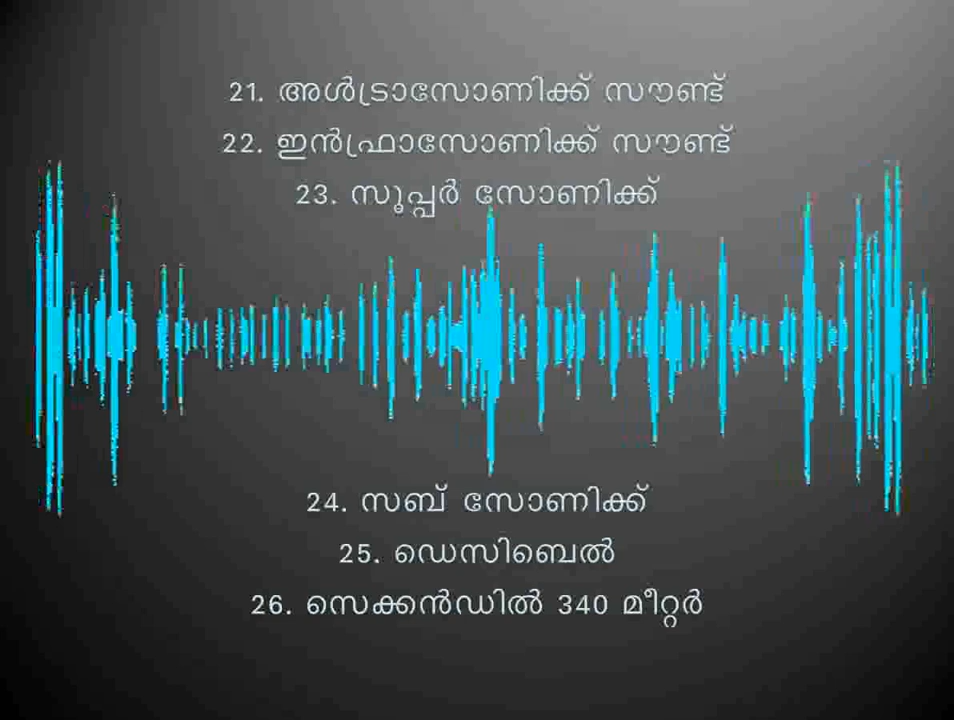 21. അൾട്രാസോണിക്ക് സൗണ്ട്
22. ഇൻഫ്രാസോണിക്ക് സൗണ്ട്
23. സൂപ്പർ സോണിക്ക്
24. സബ് സോണിക്ക്
25. ഡെസിബെൽ
26. സെക്കൻഡിൽ 340 മീറ്റർ